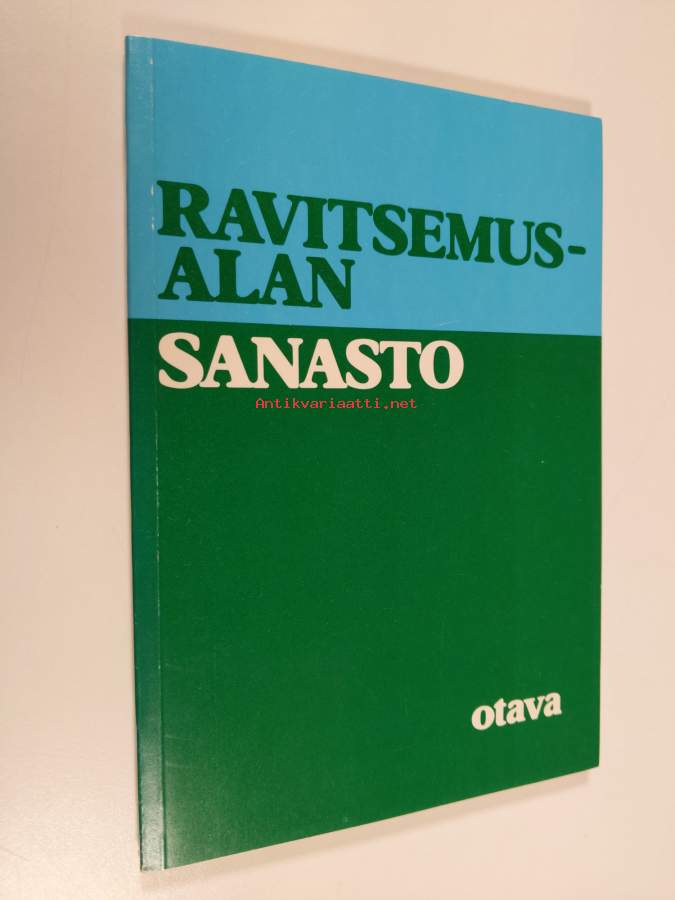 RAVITSEMUS-
ALAN
SANASTO
Antikvariaatti.net
otava